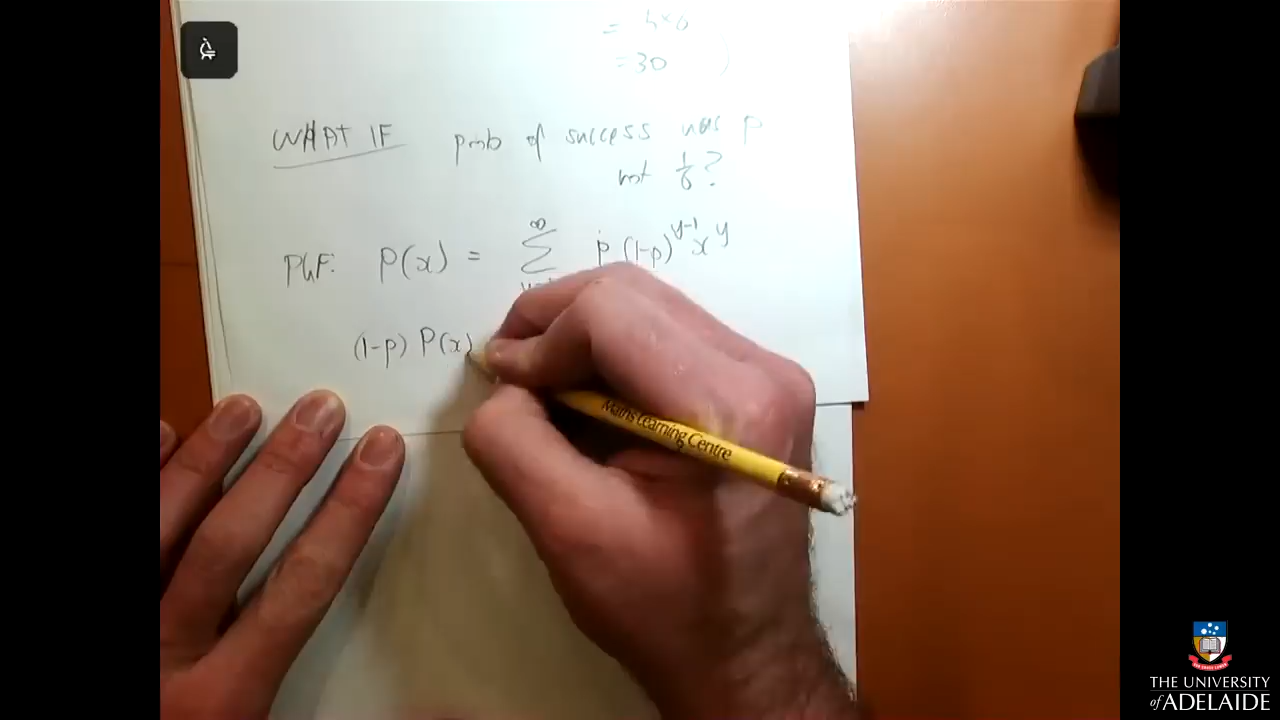 = 5×6
=30 )
WHAT IF prob of success was p
not 1/6?
PGF: P(x) = ∞ Σ p (1-p)^y-1 x^y
(1-p) P(x)
Maths Learning Centre
THE UNIVERSITY
of ADELAIDE